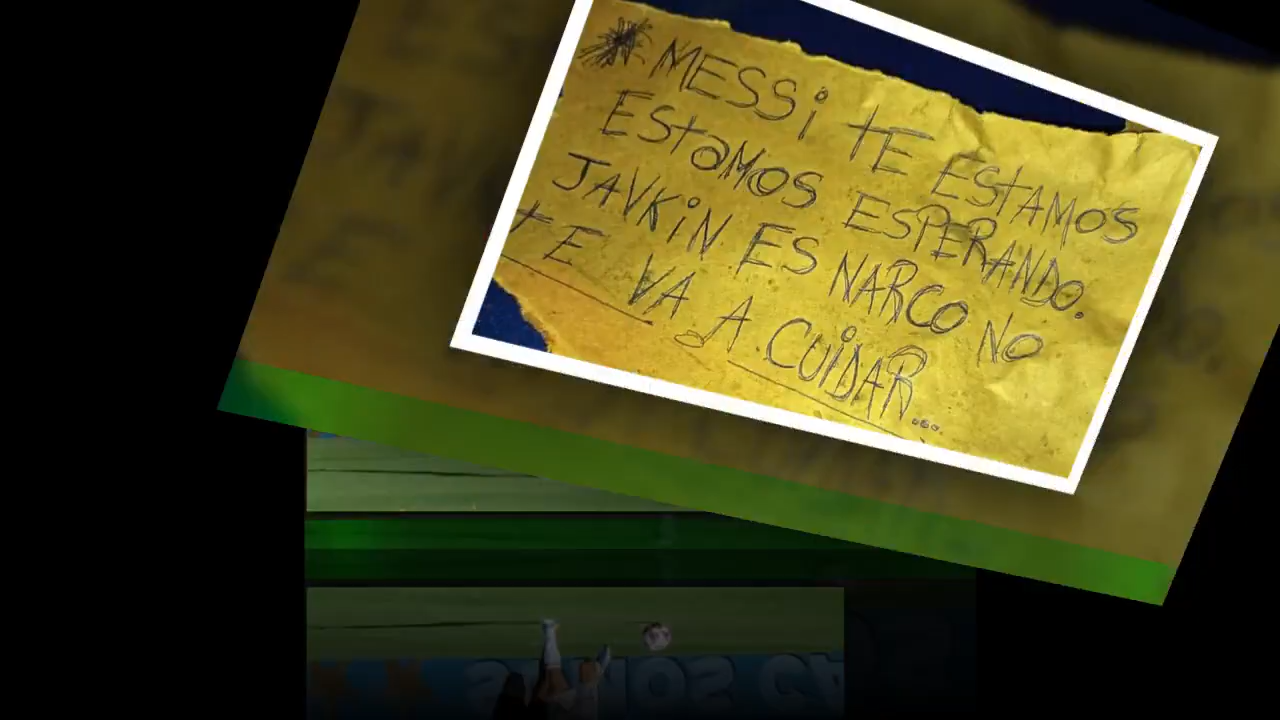 MESSi tE EStAMOS
EStaMOS ESPERANDO.
JAVKiN ES NARCO NO
tE VA A CUiDAR...